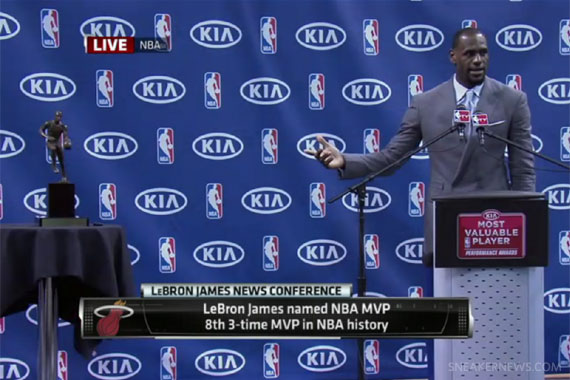 LIVE NBA
KIA
MOST
VALUABLE
PLAYER
PERFORMANCE AWARDS
LeBRON JAMES NEWS CONFERENCE
LeBron James named NBA MVP
8th 3-time MVP in NBA history
SNEAKERNEWS.COM